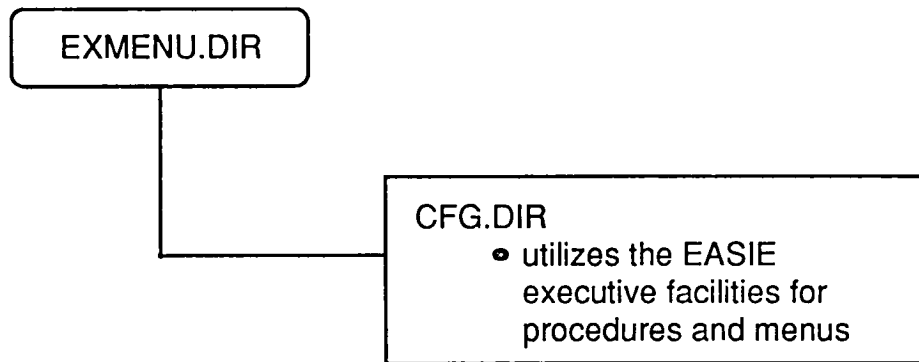 EXMENU.DIR
CFG.DIR
• utilizes the EASIE
executive facilities for
procedures and menus